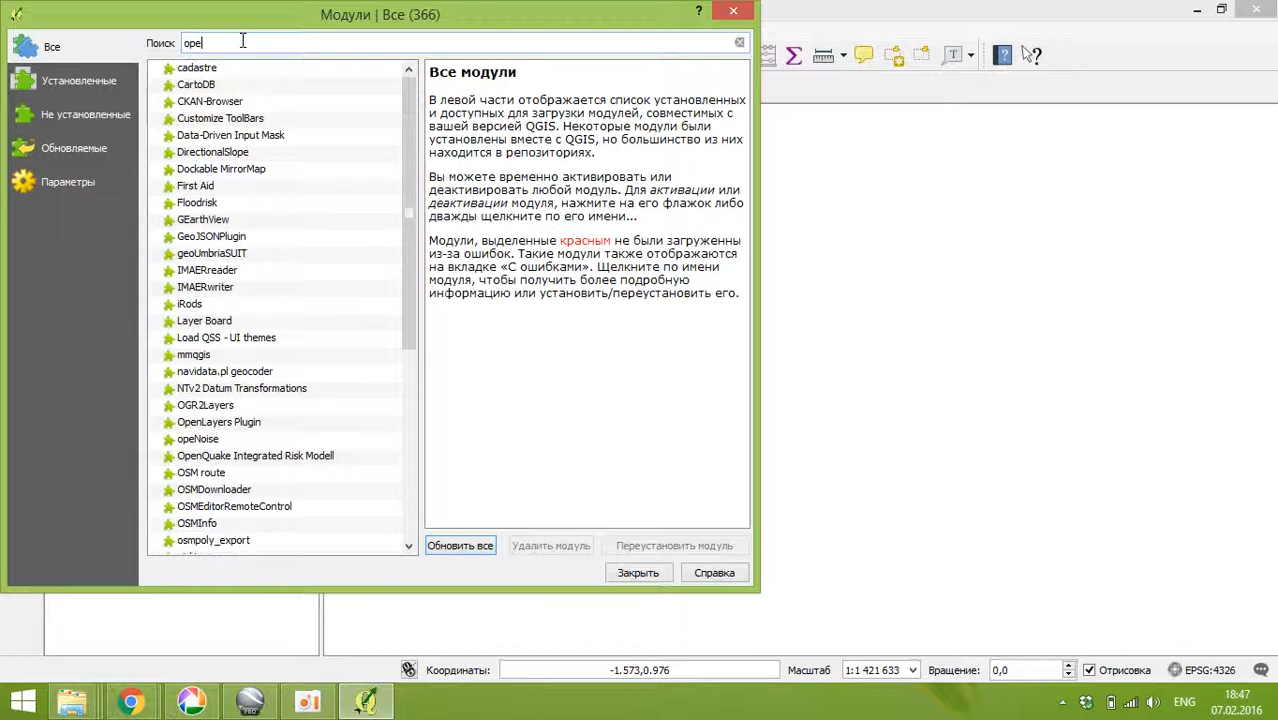 Модули | Все (366)
?
Все
Установленные
Не установленные
Обновляемые
Параметры
Поиск ope
cadastre
CartoDB
CKAN-Browser
Customize ToolBars
Data-Driven Input Mask
DirectionalSlope
Dockable MirrorMap
First Aid
Floodrisk
GEarthView
GeoJSONPlugin
geoUmbriaSUIT
IMAERreader
IMAERwriter
iRods
Layer Board
Load QSS - UI themes
mmqgis
navidata.pl geocoder
NTv2 Datum Transformations
OGR2Layers
OpenLayers Plugin
opeNoise
OpenQuake Integrated Risk Modell
OSM route
OSMDownloader
OSMEditorRemoteControl
OSMInfo
osmpoly_export
Все модули
В левой части отображается список установленных
и доступных для загрузки модулей, совместимых с
вашей версией QGIS. Некоторые модули были
установлены вместе с QGIS, но большинство из них
находится в репозиториях.
Вы можете временно активировать или
деактивировать любой модуль. Для активации или
деактивации модуля, нажмите на его флажок либо
дважды щелкните по его имени...
Модули, выделенные красным не были загруженны
из-за ошибок. Такие модули также отображаются
на вкладке «С ошибками». Щелкните по имени
модуля, чтобы получить более подробную
информацию или установить/переустановить его.
Обновить все
Удалить модуль
Переустановить модуль
Закрыть
Справка
Координаты: -1.573,0.976 Масштаб 1:1 421 633 Вращение: 0,0 Отрисовка EPSG:4326
ENG
18:47
07.02.2016